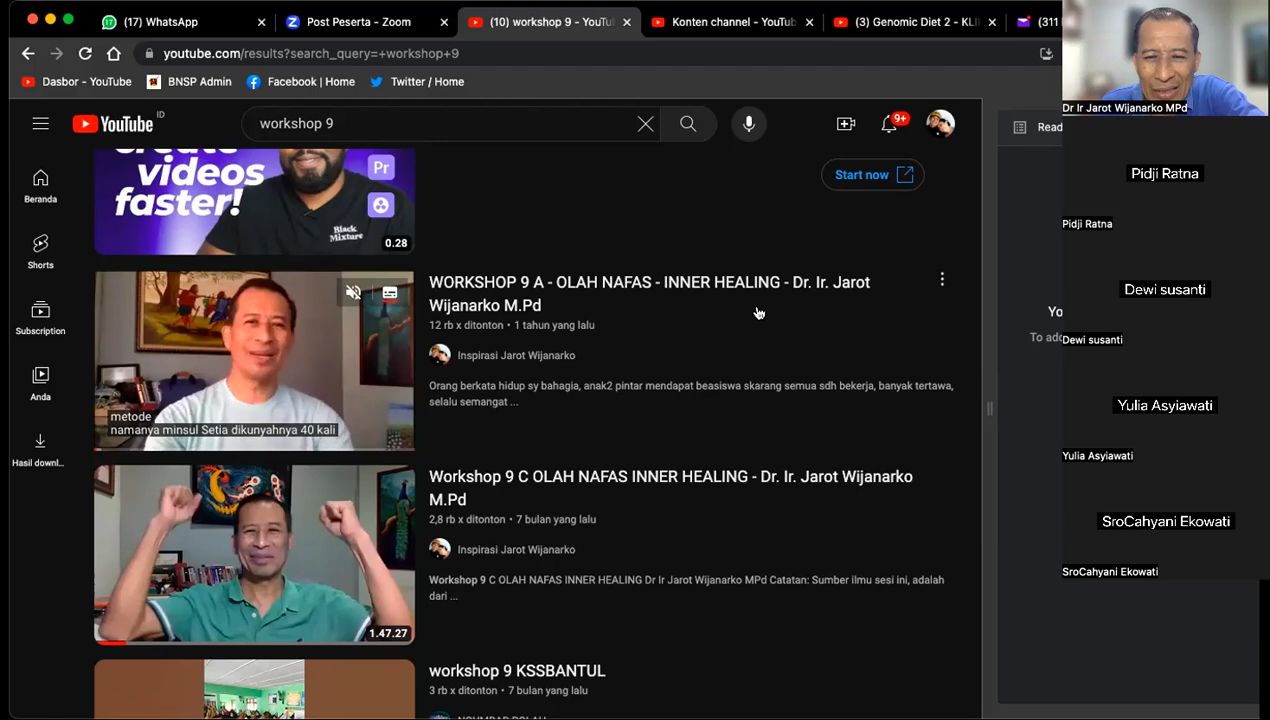 (17) WhatsApp
Post Peserta - Zoom
(10) workshop 9 - YouTu
Konten channel - YouTub
(3) Genomic Diet 2 - KLI
(311
youtube.com/results?search_query=+workshop+9
Dasbor - YouTube
BNSP Admin
Facebook | Home
Twitter / Home
Dr Ir Jarot Wijanarko MPd
YouTube ID
workshop 9
9+
Read
create
videos
faster!
Pr
Black
Mixture
0.28
Start now
Beranda
Shorts
Subscription
Anda
Hasil downl...
WORKSHOP 9 A - OLAH NAFAS - INNER HEALING - Dr. Ir. Jarot
Wijanarko M.Pd
12 rb x ditonton • 1 tahun yang lalu
Inspirasi Jarot Wijanarko
Orang berkata hidup sy bahagia, anak2 pintar mendapat beasiswa skarang semua sdh bekerja, banyak tertawa,
selalu semangat ...
metode
namanya minsul Setia dikunyahnya 40 kali
Workshop 9 C OLAH NAFAS INNER HEALING - Dr. Ir. Jarot Wijanarko
M.Pd
2,8 rb x ditonton • 7 bulan yang lalu
Inspirasi Jarot Wijanarko
Workshop 9 C OLAH NAFAS INNER HEALING Dr Ir Jarot Wijanarko MPd Catatan: Sumber ilmu sesi ini, adalah
dari ...
1.47.27
workshop 9 KSSBANTUL
3 rb x ditonton • 7 bulan yang lalu
Pidji Ratna
Pidji Ratna
Dewi susanti
Yo
To add
Dewi susanti
Yulia Asyiawati
Yulia Asyiawati
SroCahyani Ekowati
SroCahyani Ekowati